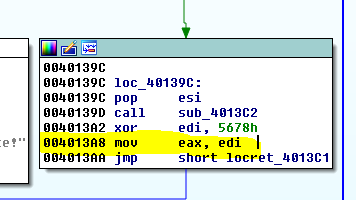 0040139C
0040139C loc_40139C:
0040139C pop esi
0040139D call sub_4013C2
004013A2 xor edi, 5678h
te!" 004013A8 mov eax, edi
004013AA jmp short locret_4013C1